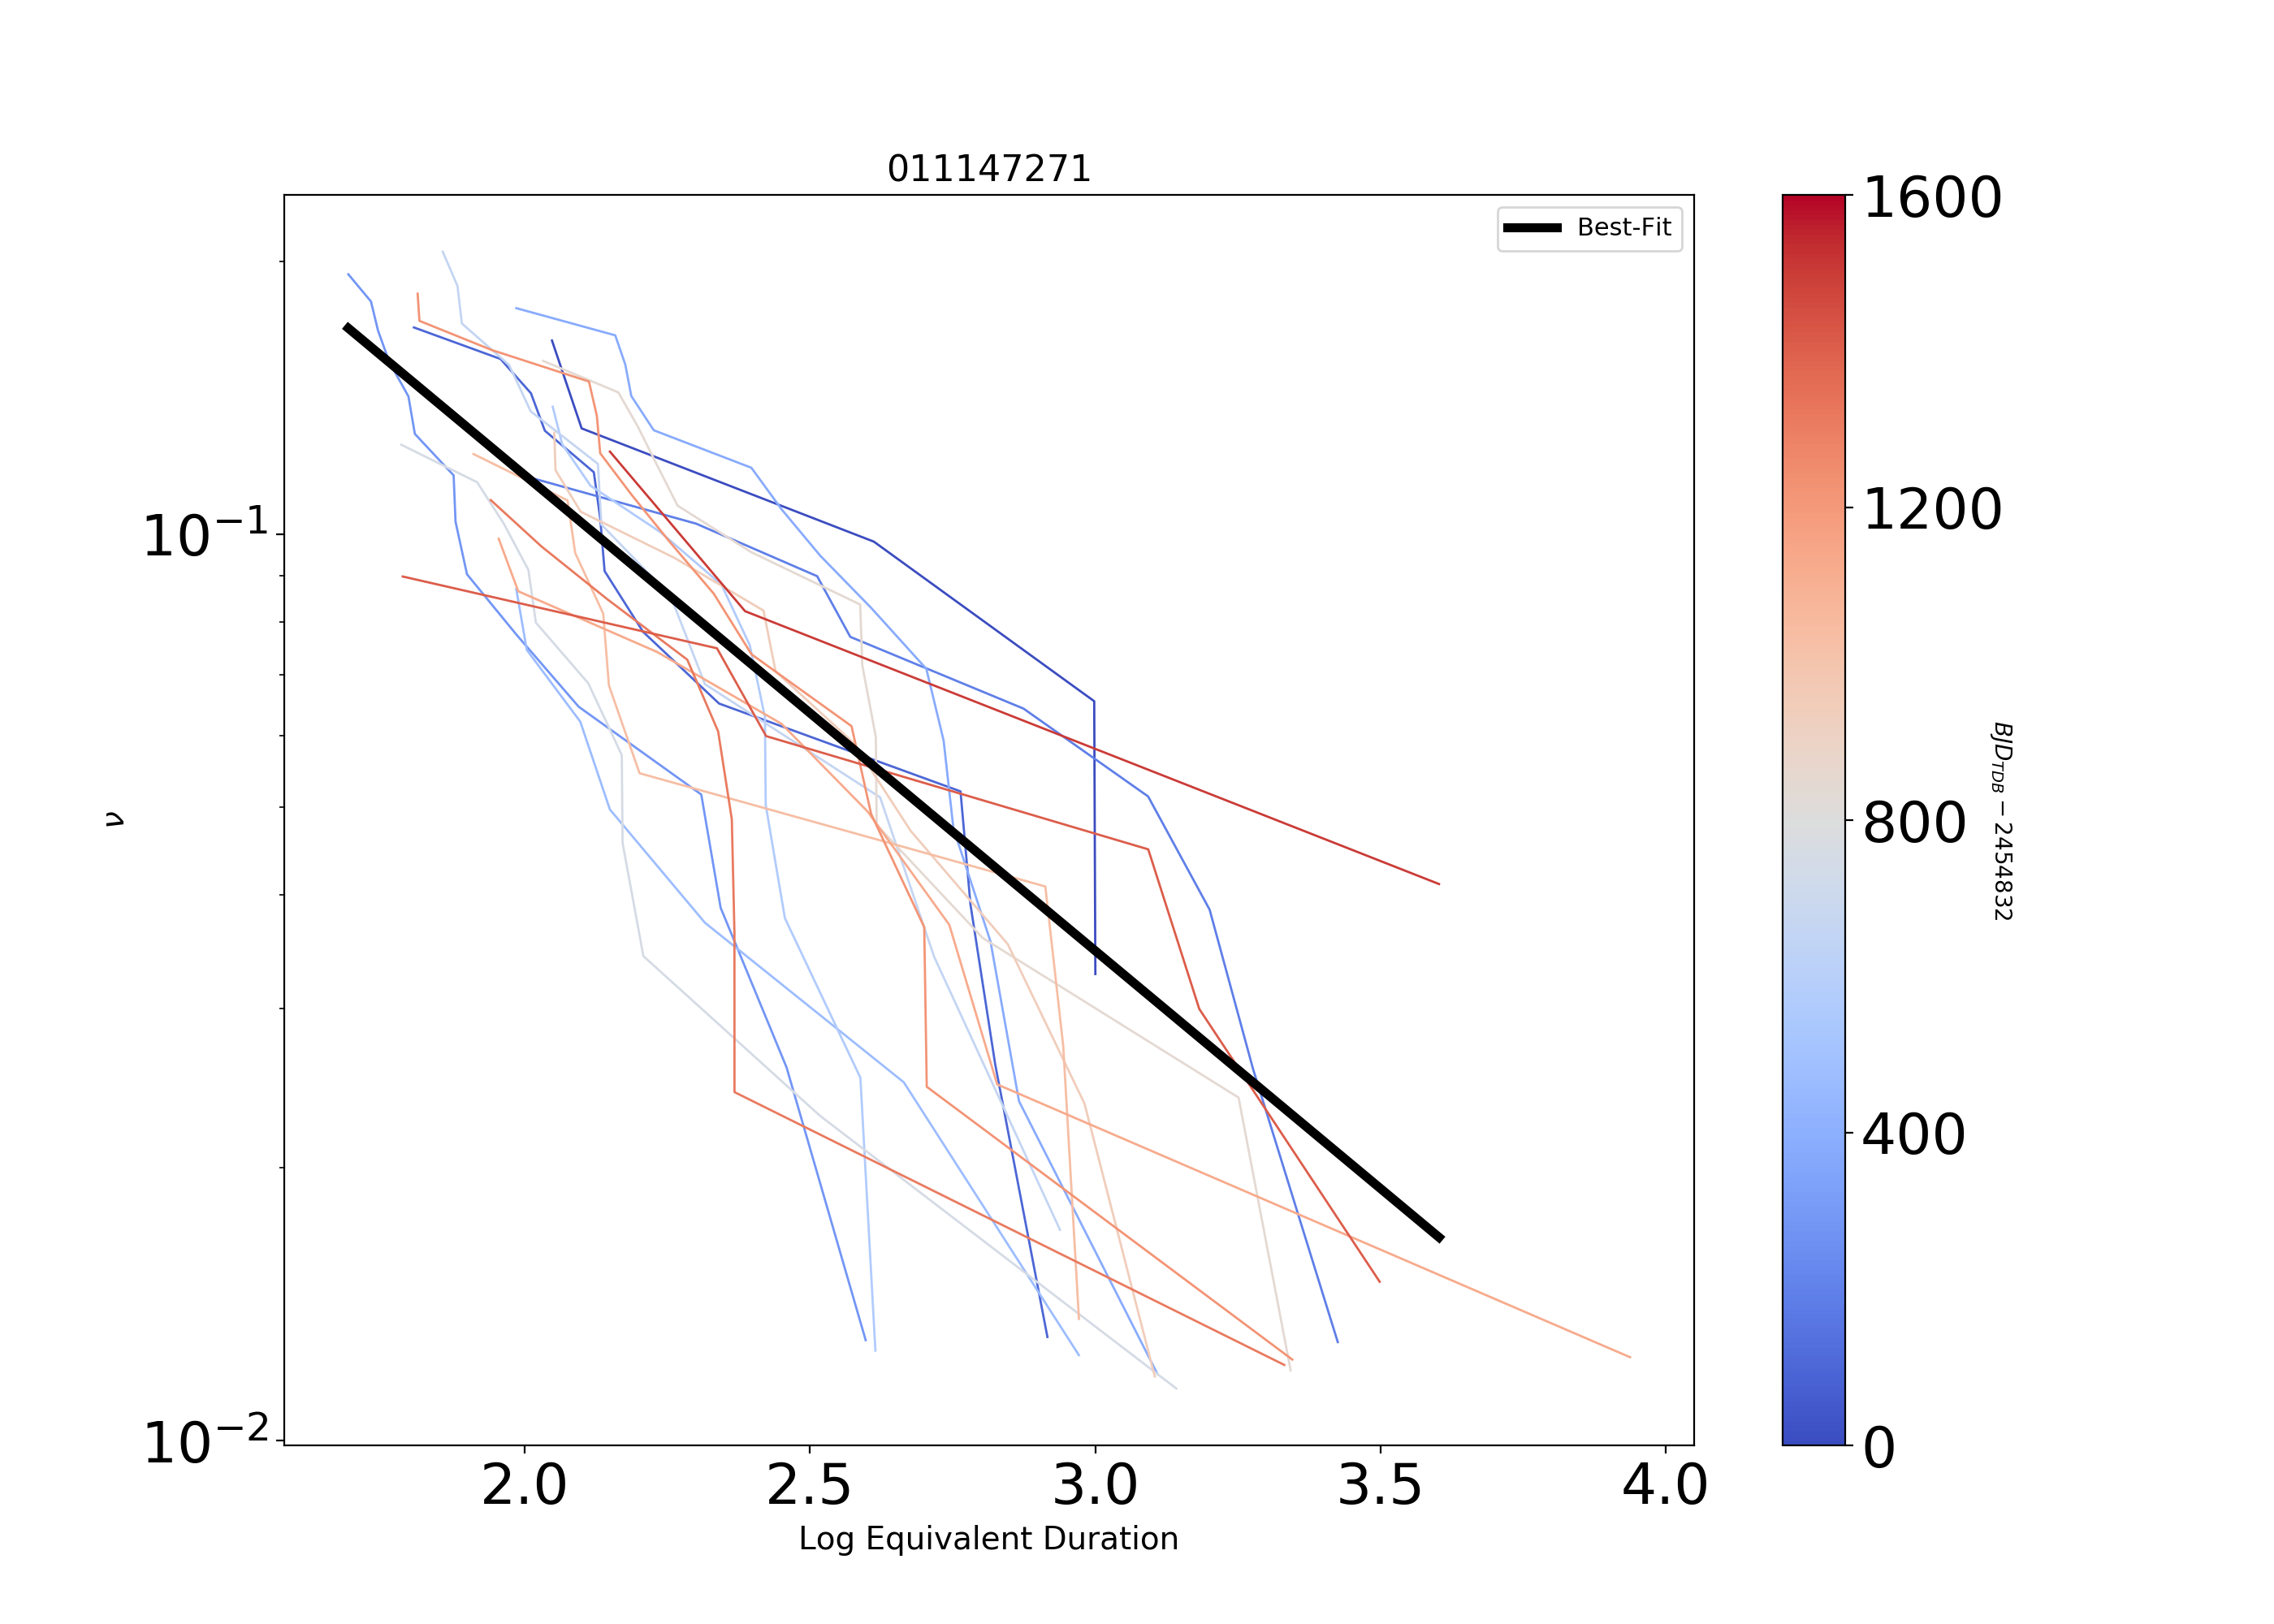 011147271
Best-Fit
10⁻¹
10⁻²
ν
2.0 2.5 3.0 3.5 4.0
Log Equivalent Duration
1600
1200
800
400
0
BJD_TDB − 2454832